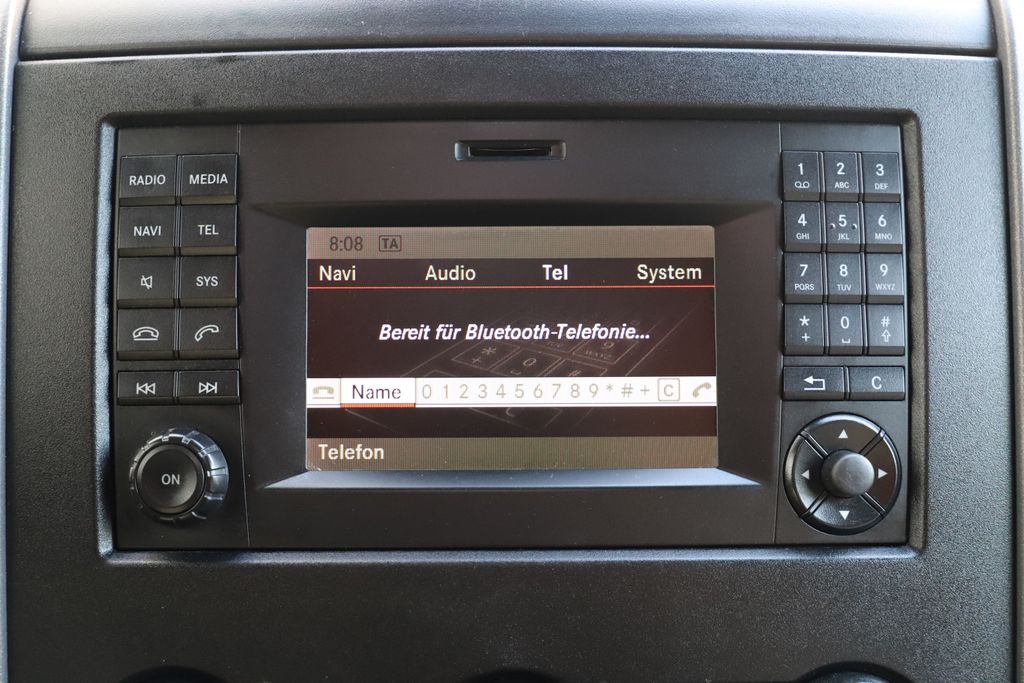 RADIO MEDIA
NAVI TEL
SYS
ON
8:08 TA
Navi Audio Tel System
Bereit für Bluetooth-Telefonie...
Name 0 1 2 3 4 5 6 7 8 9 * # + C
Telefon
1 2 3
ABC DEF
4 5 6
GHI JKL MNO
7 8 9
PQRS TUV WXYZ
* 0 #
+
C